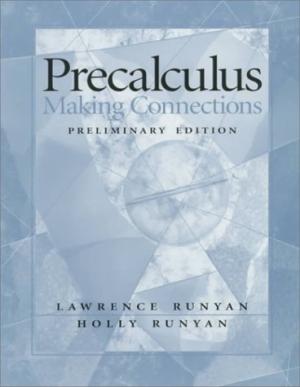 Precalculus
Making Connections
PRELIMINARY EDITION
LAWRENCE RUNYAN
HOLLY RUNYAN